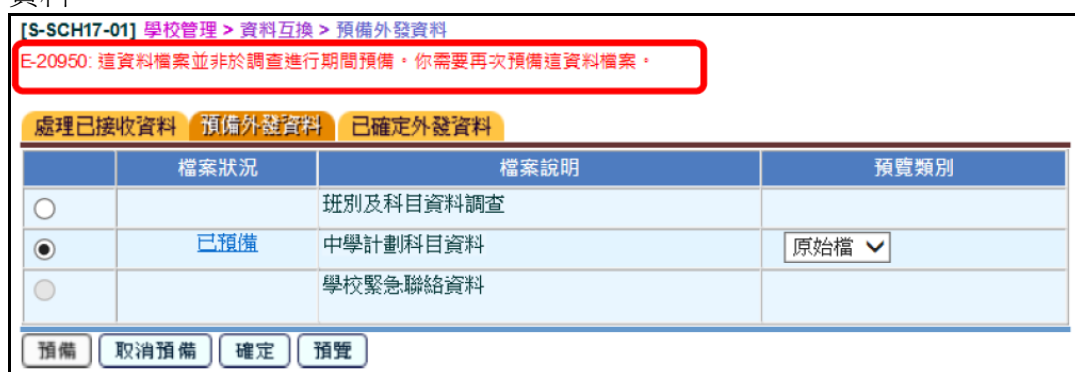 資料
[S-SCH17-01] 學校管理 > 資料互換 > 預備外發資料
E-20950: 這資料檔案並非於調查進行期間預備。你需要再次預備這資料檔案。
處理已接收資料 預備外發資料 已確定外發資料
檔案狀況 檔案說明 預覽類別
班別及科目資料調查
已預備 中學計劃科目資料 原始檔
學校緊急聯絡資料
預備 取消預備 確定 預覽